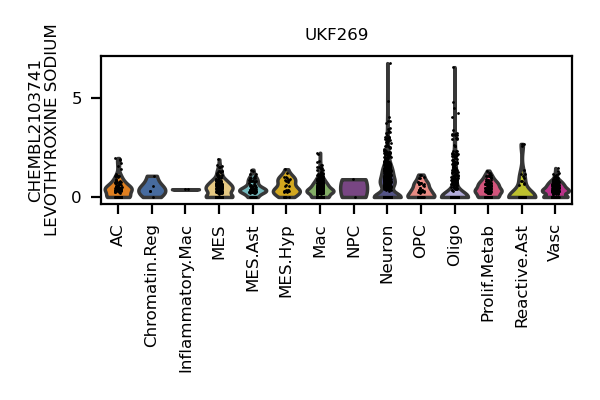 UKF269
CHEMBL2103741
LEVOTHYROXINE SODIUM
5
0
AC
Chromatin.Reg
Inflammatory.Mac
MES
MES.Ast
MES.Hyp
Mac
NPC
Neuron
OPC
Oligo
Prolif.Metab
Reactive.Ast
Vasc